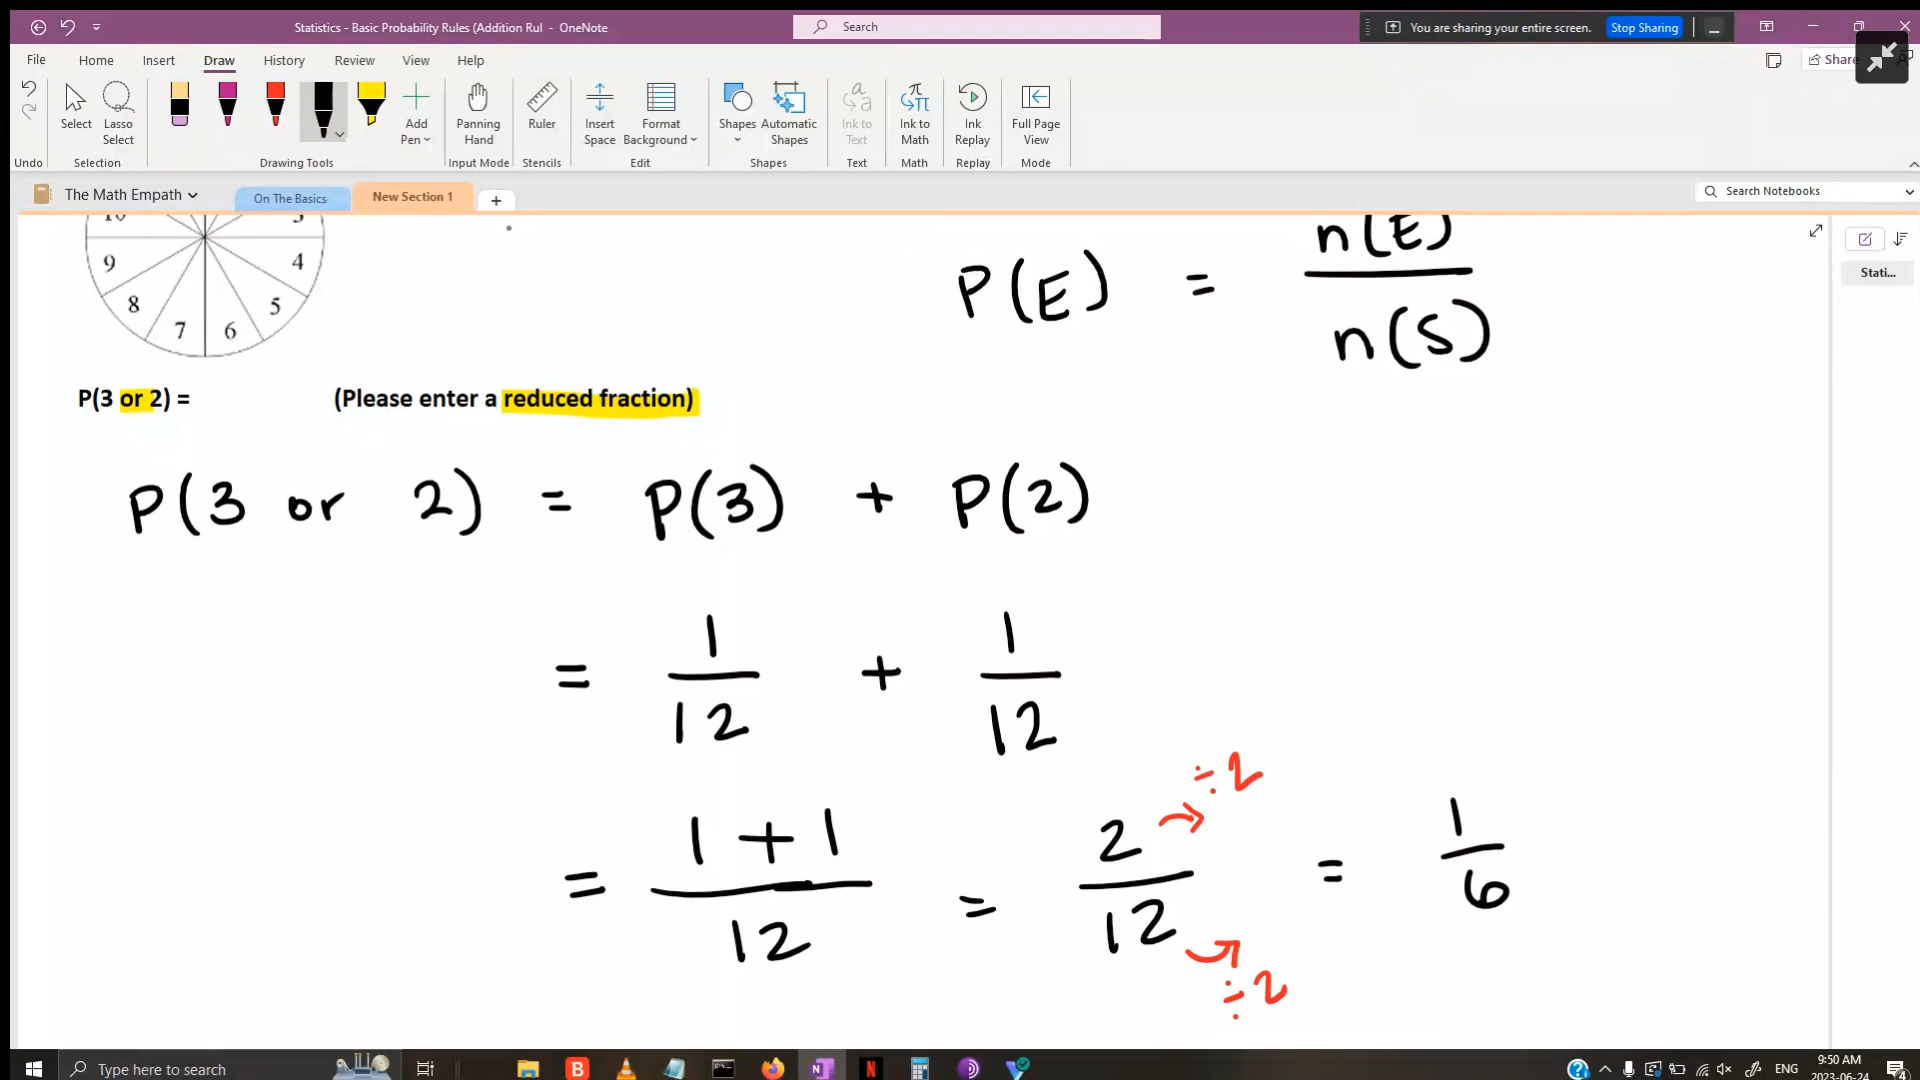 Statistics - Basic Probability Rules (Addition Rul - OneNote
Search
You are sharing your entire screen.
Stop Sharing
File Home Insert Draw History Review View Help
Share
Select
Lasso Select
Add Pen
Panning Hand
Ruler
Insert Space
Format Background
Shapes
Automatic Shapes
Ink to Text
Ink to Math
Ink Replay
Full Page View
Undo Selection Drawing Tools Input Mode Stencils Edit Shapes Text Math Replay Mode
The Math Empath On The Basics New Section 1 +
Search Notebooks
Stati...
10 3
9 4
8 5
7 6
P(E) = n(E) / n(S)
P(3 or 2) = (Please enter a reduced fraction)
P(3 or 2) = P(3) + P(2)
= 1/12 + 1/12
= 1+1/12 = 2/12 = 1/6
÷2
÷2
Type here to search
B
N
N
ENG
9:50 AM
2023-06-24
4